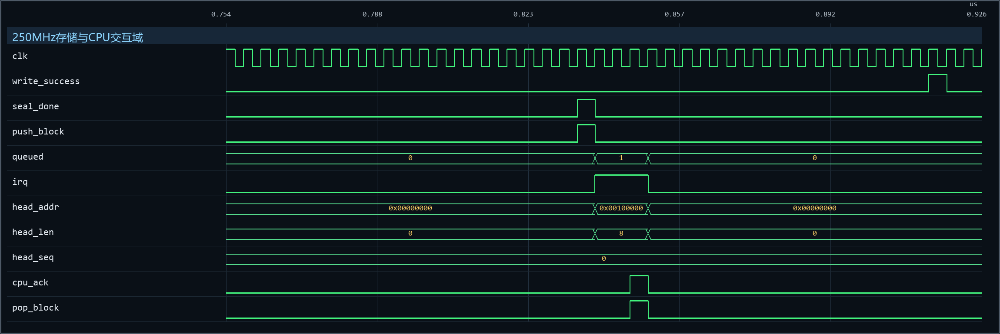 us
0.754 0.788 0.823 0.857 0.892 0.926
250MHz存储与CPU交互域
clk
write_success
seal_done
push_block
queued 0 1 0
irq
head_addr 0x00000000 0x00100000 0x00000000
head_len 0 8 0
head_seq 0
cpu_ack
pop_block